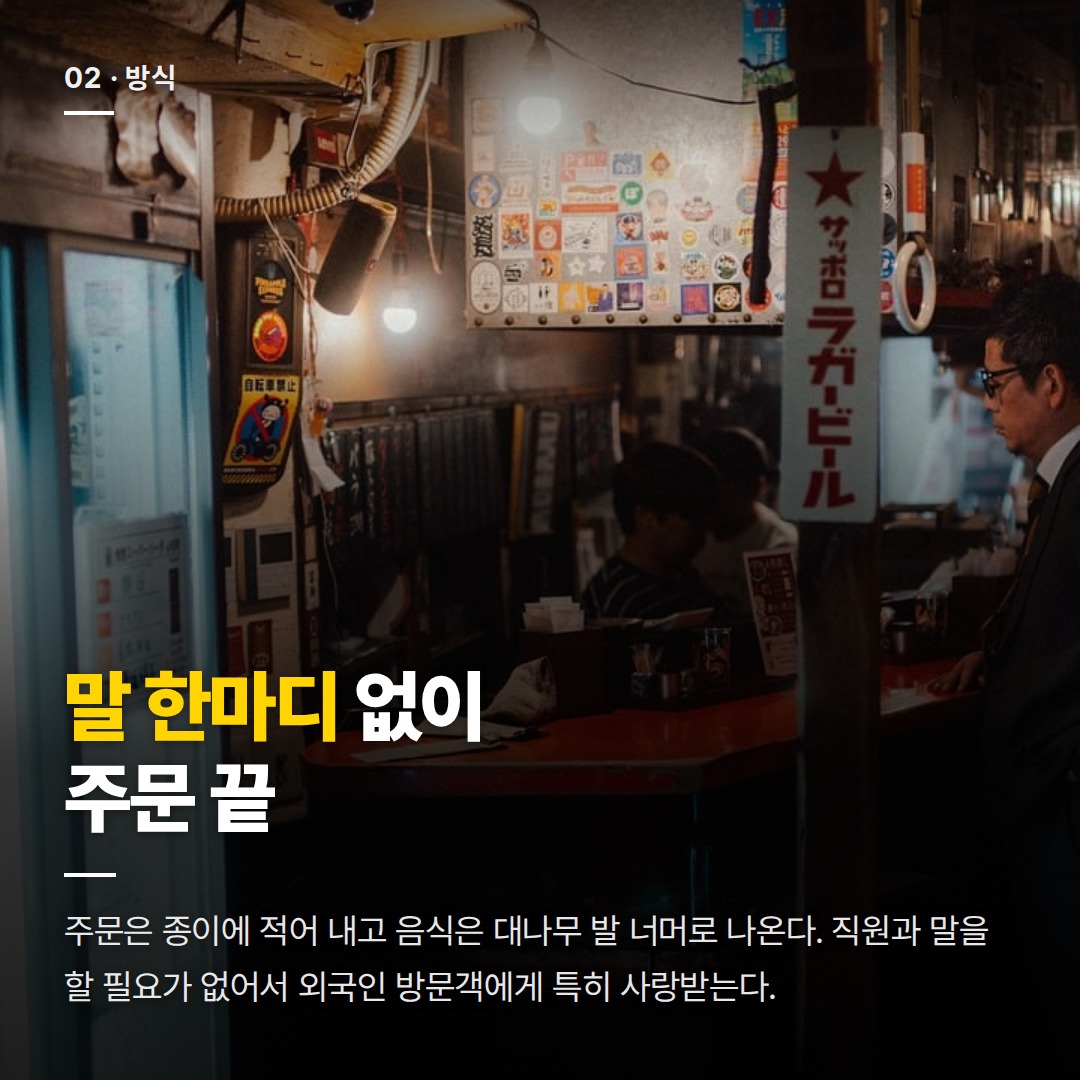 02 · 방식
サッポロ
ラガービール
自転車禁止
말 한마디 없이
주문 끝
주문은 종이에 적어 내고 음식은 대나무 발 너머로 나온다. 직원과 말을
할 필요가 없어서 외국인 방문객에게 특히 사랑받는다.